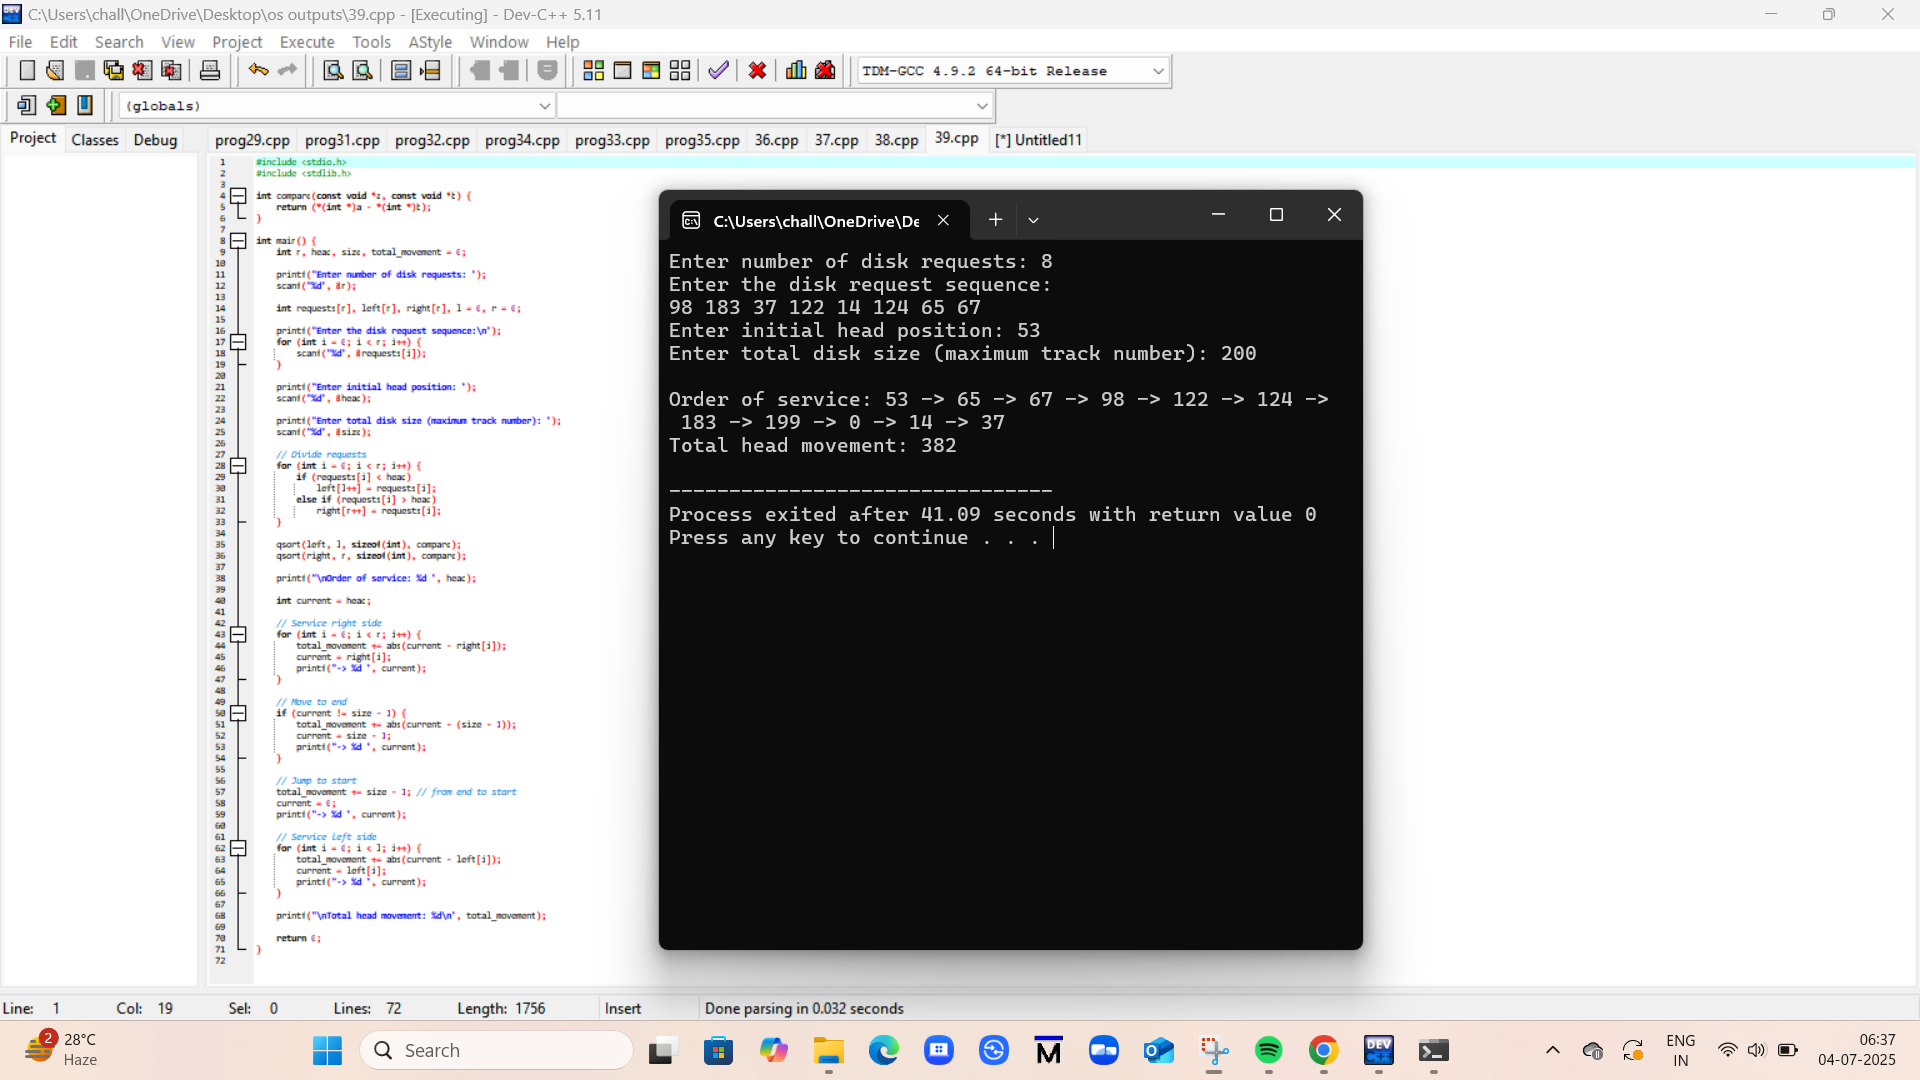 C:\Users\chall\OneDrive\Desktop\os outputs\39.cpp - [Executing] - Dev-C++ 5.11
File Edit Search View Project Execute Tools AStyle Window Help
TDM-GCC 4.9.2 64-bit Release
(globals)
Project Classes Debug prog29.cpp prog31.cpp prog32.cpp prog34.cpp prog33.cpp prog35.cpp 36.cpp 37.cpp 38.cpp 39.cpp [*] Untitled11
1 #include <stdio.h>
2 #include <stdlib.h>
3
4 int compare(const void *, const void *) {
5 return (*(int *)a - *(int *));
6 }
7
8 int main() {
9 int r, head, size, total_movement = 0;
10
11 printf("Enter number of disk requests: ");
12 scanf("%d", &r);
13
14 int requests[r], left[r], right[r], l = 0, r = 0;
15
16 printf("Enter the disk request sequence:\n");
17 for (int i = 0; i < r; i++) {
18 scanf("%d", &requests[i]);
19 }
20
21 printf("Enter initial head position: ");
22 scanf("%d", &head);
23
24 printf("Enter total disk size (maximum track number): ");
25 scanf("%d", &size);
26
27 // Divide requests
28 for (int i = 0; i < r; i++) {
29 if (requests[i] < head)
30 left[l++] = requests[i];
31 else if (requests[i] > head)
32 right[r++] = requests[i];
33 }
34
35 qsort(left, l, sizeof(int), compare);
36 qsort(right, r, sizeof(int), compare);
37
38 printf("\nOrder of service: %d ", head);
39
40 int current = head;
41
42 // Service right side
43 for (int i = 0; i < r; i++) {
44 total_movement += abs(current - right[i]);
45 current = right[i];
46 printf("-> %d ", current);
47 }
48
49 // Move to end
50 if (current != size - 1) {
51 total_movement += abs(current - (size - 1));
52 current = size - 1;
53 printf("-> %d ", current);
54 }
55
56 // Jump to start
57 total_movement += size - 1; // from end to start
58 current = 0;
59 printf("-> %d ", current);
60
61 // Service left side
62 for (int i = 0; i < l; i++) {
63 total_movement += abs(current - left[i]);
64 current = left[i];
65 printf("-> %d ", current);
66 }
67
68 printf("\nTotal head movement: %d\n", total_movement);
69
70 return 0;
71 }
72
C:\Users\chall\OneDrive\De
Enter number of disk requests: 8
Enter the disk request sequence:
98 183 37 122 14 124 65 67
Enter initial head position: 53
Enter total disk size (maximum track number): 200
Order of service: 53 -> 65 -> 67 -> 98 -> 122 -> 124 ->
183 -> 199 -> 0 -> 14 -> 37
Total head movement: 382
--------------------------------
Process exited after 41.09 seconds with return value 0
Press any key to continue . . .
Line: 1 Col: 19 Sel: 0 Lines: 72 Length: 1756 Insert Done parsing in 0.032 seconds
2
28°C
Haze
Search
DEV
C++
ENG
IN
06:37
04-07-2025